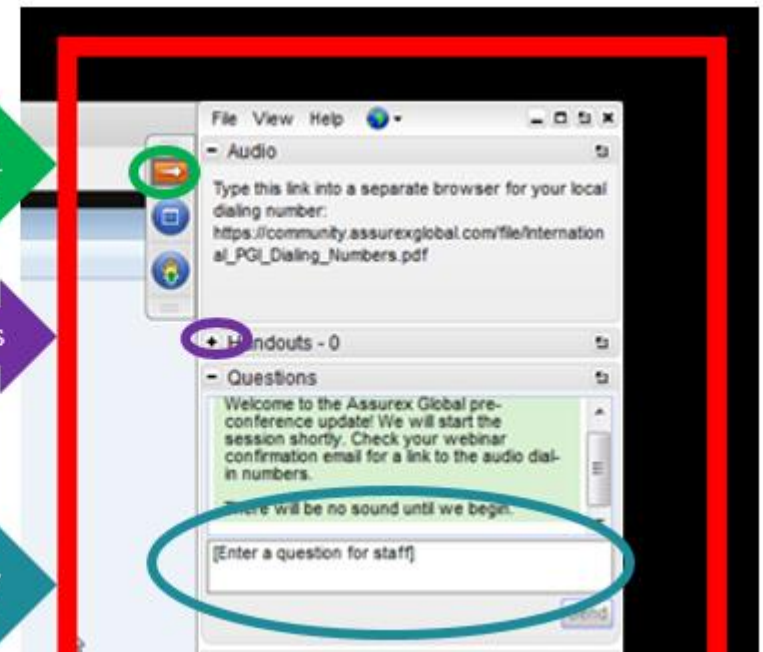 File View Help
- Audio
Type this link into a separate browser for your local
dialing number:
https://community.assurexglobal.com/file/Internation
al_PGI_Dialing_Numbers.pdf
+ Handouts - 0
- Questions
Welcome to the Assurex Global pre-
conference update! We will start the
session shortly. Check your webinar
confirmation email for a link to the audio dial-
in numbers.
There will be no sound until we begin.
[Enter a question for staff]
Send